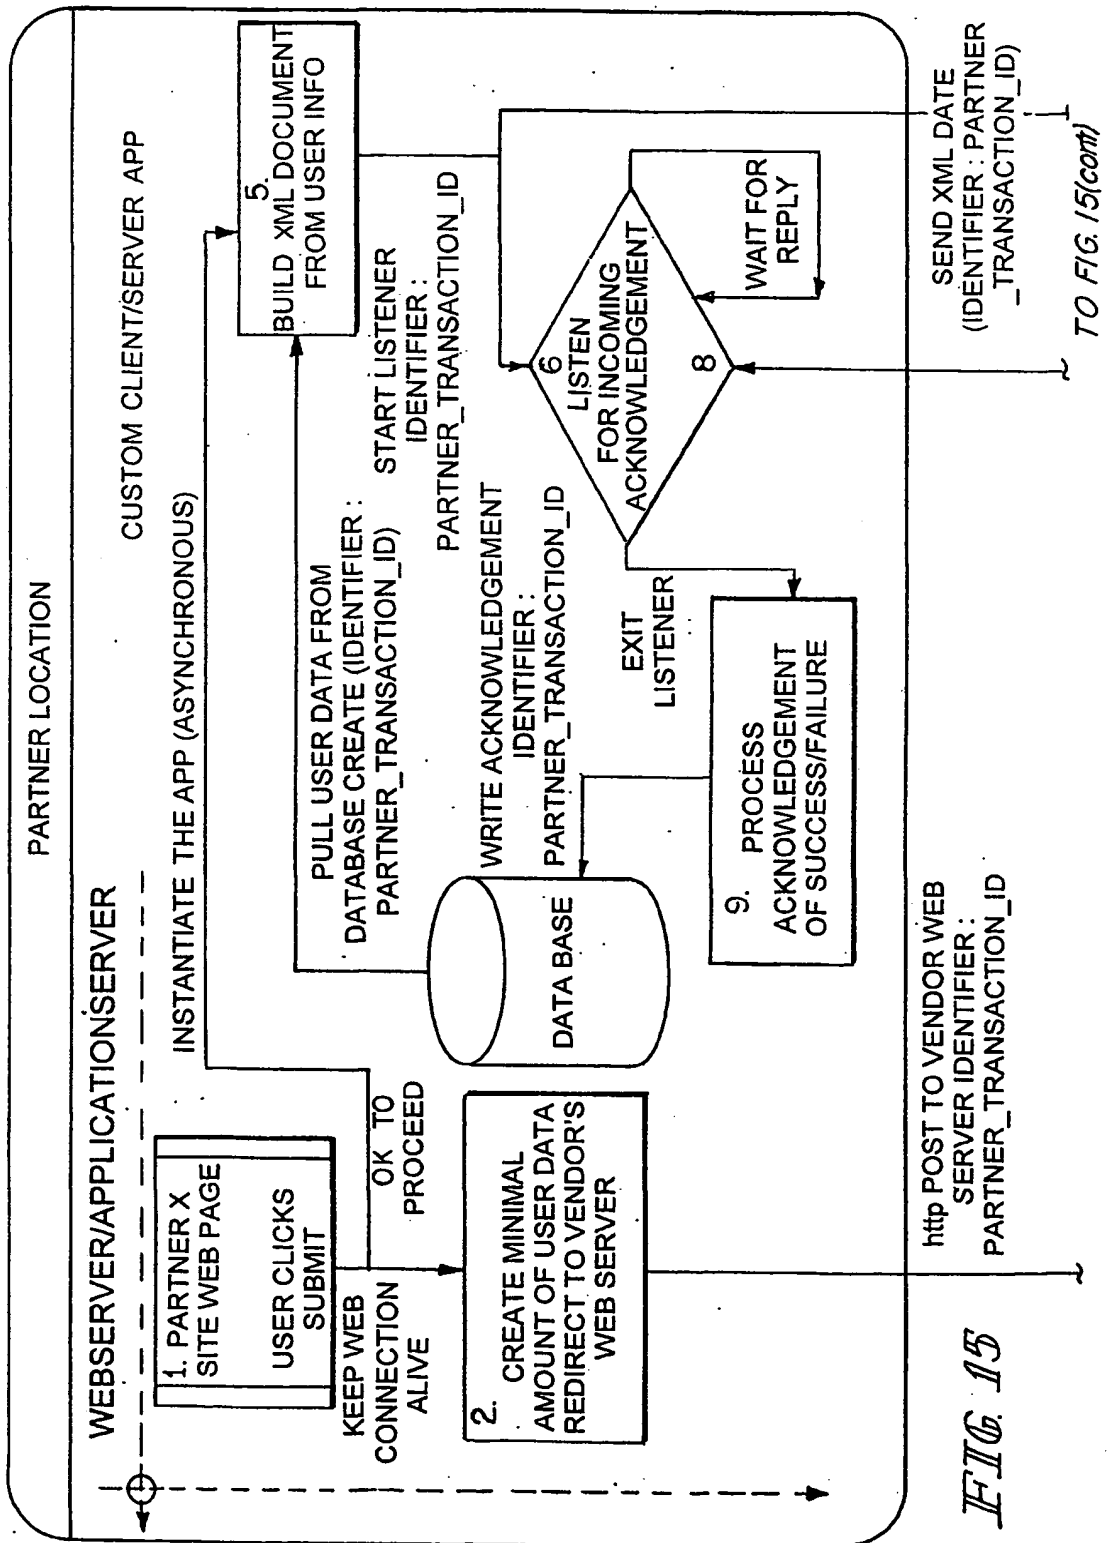 PARTNER LOCATION
WEBSERVER/APPLICATIONSERVER
CUSTOM CLIENT/SERVER APP
INSTANTIATE THE APP (ASYNCHRONOUS)
1. PARTNER X
SITE WEB PAGE
USER CLICKS
SUBMIT
KEEP WEB
CONNECTION
ALIVE
OK TO
PROCEED
2.
CREATE MINIMAL
AMOUNT OF USER DATA
REDIRECT TO VENDOR'S
WEB SERVER
PULL USER DATA FROM
DATABASE CREATE (IDENTIFIER :
PARTNER_TRANSACTION_ID)
5.
BUILD XML DOCUMENT
FROM USER INFO
START LISTENER
IDENTIFIER :
PARTNER_TRANSACTION_ID
DATA BASE
WRITE ACKNOWLEDGEMENT
IDENTIFIER :
PARTNER_TRANSACTION_ID
6
LISTEN
FOR INCOMING
ACKNOWLEDGEMENT
8
WAIT FOR
REPLY
EXIT
LISTENER
9.
PROCESS
ACKNOWLEDGEMENT
OF SUCCESS/FAILURE
http POST TO VENDOR WEB
SERVER IDENTIFIER :
PARTNER_TRANSACTION_ID
SEND XML DATE
(IDENTIFIER : PARTNER
_TRANSACTION_ID)
TO FIG. 15(cont)
FIG. 15